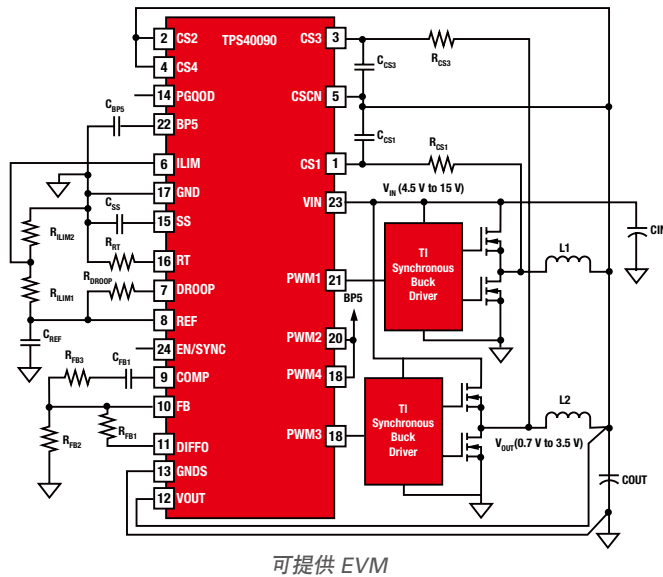 TPS40090
2 CS2
4 CS4
14 PGQOD
CBP5
22 BP5
6 ILIM
17 GND
CSS
15 SS
RILIM2
RRT
16 RT
RDROOP
7 DROOP
RILIM1
8 REF
CREF
24 EN/SYNC
RFB3
CFB1
9 COMP
10 FB
RFB2
RFB1
11 DIFFO
13 GNDS
12 VOUT
CS3 3
RCS3
CCS3
CSCN 5
CCS1
RCS1
CS1 1
VIN (4.5 V to 15 V)
VIN 23
CIN
TI
Synchronous
Buck
Driver
L1
PWM1 21
BP5
PWM2 20
PWM4 18
TI
Synchronous
Buck
Driver
L2
PWM3 18
VOUT (0.7 V to 3.5 V)
COUT
可提供 EVM